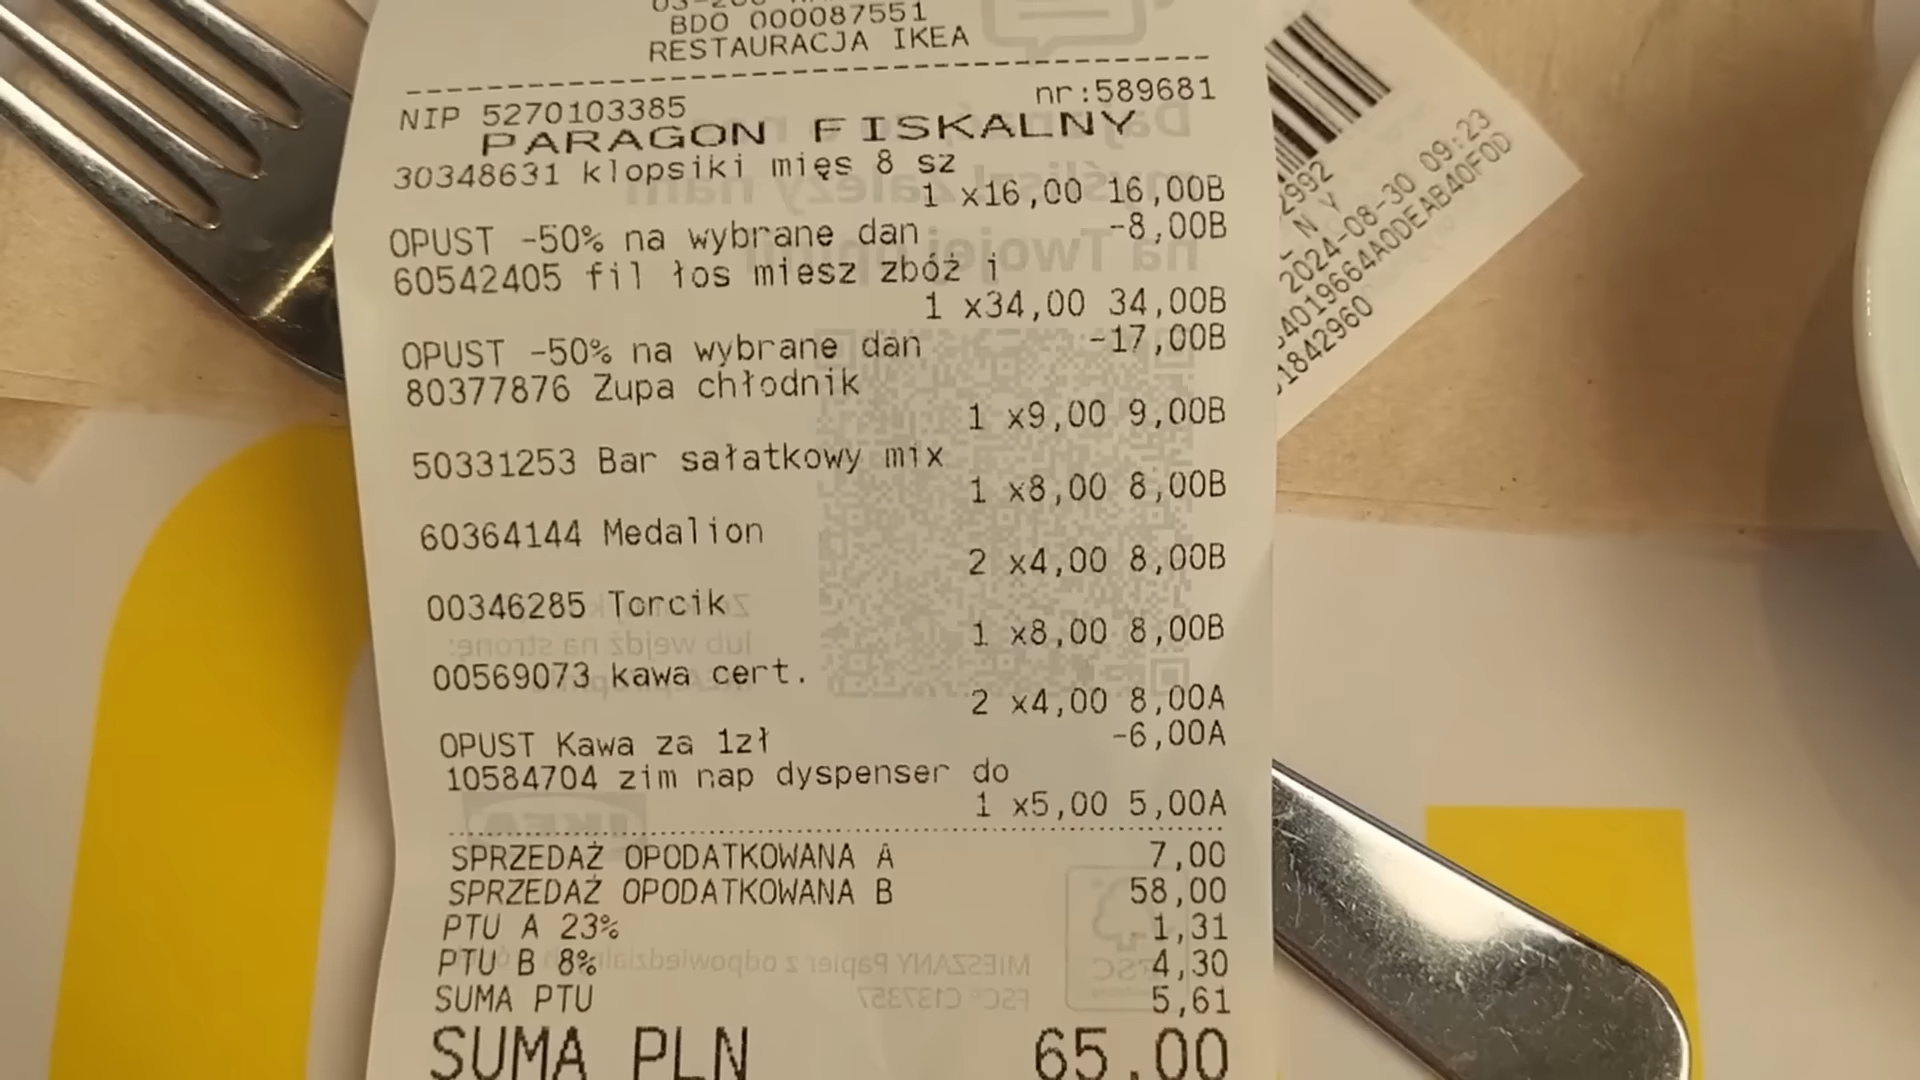 BDO 000087551
RESTAURACJA IKEA
NIP 5270103385 nr:589681
PARAGON FISKALNY
30348631 klopsiki mięs 8 sz
1 x16,00 16,00B
OPUST -50% na wybrane dan -8,00B
60542405 fil łos miesz zbóż i
1 x34,00 34,00B
OPUST -50% na wybrane dan -17,00B
80377876 Zupa chłodnik
1 x9,00 9,00B
50331253 Bar sałatkowy mix
1 x8,00 8,00B
60364144 Medalion
2 x4,00 8,00B
00346285 Torcik
1 x8,00 8,00B
00569073 kawa cert.
2 x4,00 8,00A
OPUST Kawa za 1zł -6,00A
10584704 zim nap dyspenser do
1 x5,00 5,00A
SPRZEDAŻ OPODATKOWANA A 7,00
SPRZEDAŻ OPODATKOWANA B 58,00
PTU A 23% 1,31
PTU B 8% 4,30
SUMA PTU 5,61
SUMA PLN 65,00
2992
L N Y
2024-08-30 09:23
4019664A0DEAB40F0D
1842960